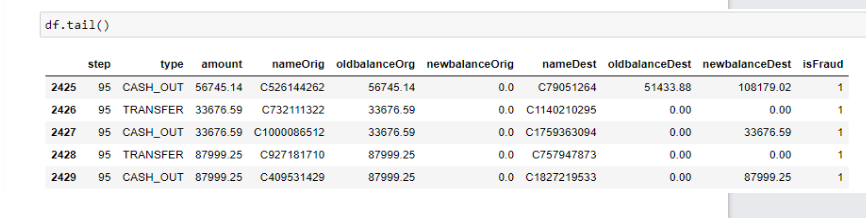 df.tail()
step type amount nameOrig oldbalanceOrg newbalanceOrig nameDest oldbalanceDest newbalanceDest isFraud
2425 95 CASH_OUT 56745.14 C526144262 56745.14 0.0 C79051264 51433.88 108179.02 1
2426 95 TRANSFER 33676.59 C732111322 33676.59 0.0 C1140210295 0.00 0.00 1
2427 95 CASH_OUT 33676.59 C1000086512 33676.59 0.0 C1759363094 0.00 33676.59 1
2428 95 TRANSFER 87999.25 C927181710 87999.25 0.0 C757947873 0.00 0.00 1
2429 95 CASH_OUT 87999.25 C409531429 87999.25 0.0 C1827219533 0.00 87999.25 1